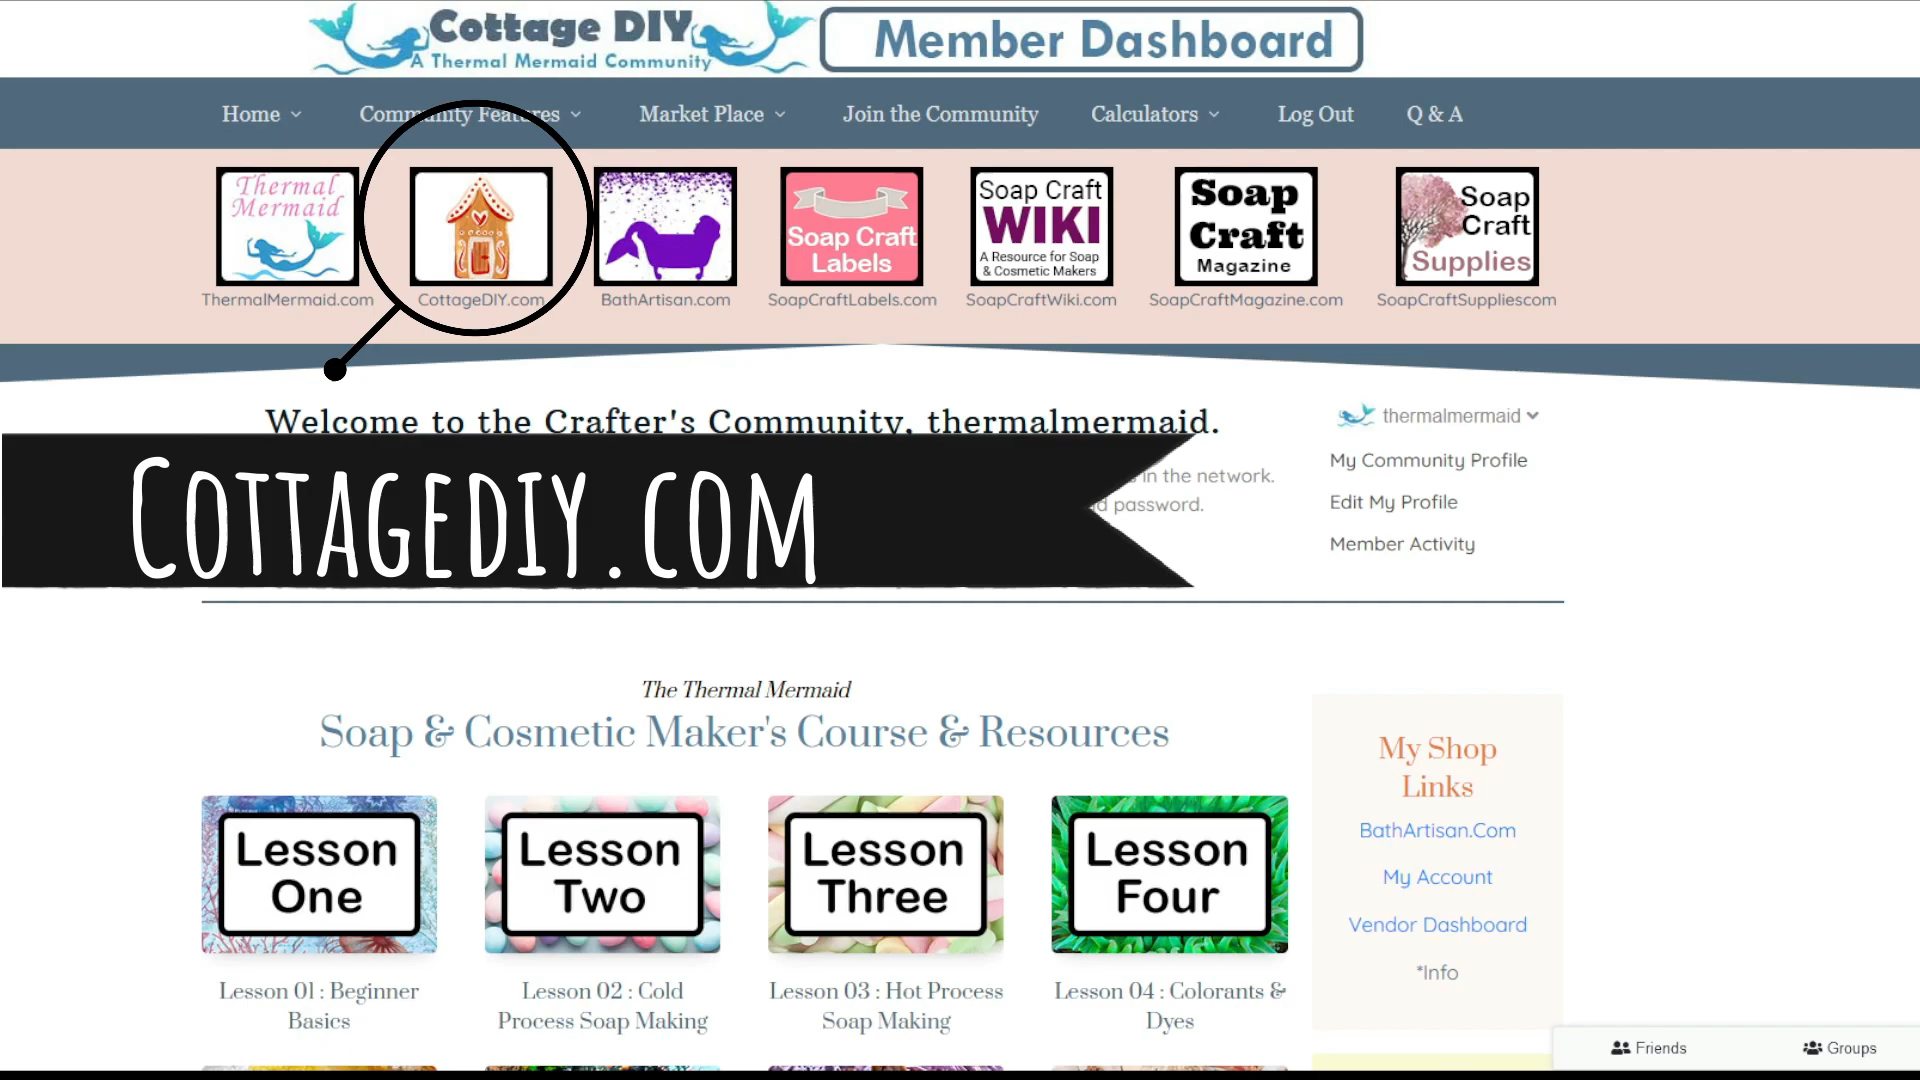 Cottage DIY
A Thermal Mermaid Community
Member Dashboard
Home
Community Features
Market Place
Join the Community
Calculators
Log Out
Q & A
Thermal
Mermaid
Soap Craft
Labels
Soap Craft
WIKI
A Resource for Soap
& Cosmetic Makers
Soap
Craft
Magazine
Soap
Craft
Supplies
ThermalMermaid.com
CottageDIY.com
BathArtisan.com
SoapCraftLabels.com
SoapCraftWiki.com
SoapCraftMagazine.com
SoapCraftSuppliescom
Welcome to the Crafter's Community, thermalmermaid.
in the network.
password.
Cottagediy.com
thermalmermaid
My Community Profile
Edit My Profile
Member Activity
The Thermal Mermaid
Soap & Cosmetic Maker's Course & Resources
Lesson
One
Lesson
Two
Lesson
Three
Lesson
Four
Lesson 01 : Beginner
Basics
Lesson 02 : Cold
Process Soap Making
Lesson 03 : Hot Process
Soap Making
Lesson 04 : Colorants &
Dyes
My Shop
Links
BathArtisan.Com
My Account
Vendor Dashboard
*Info
Friends
Groups